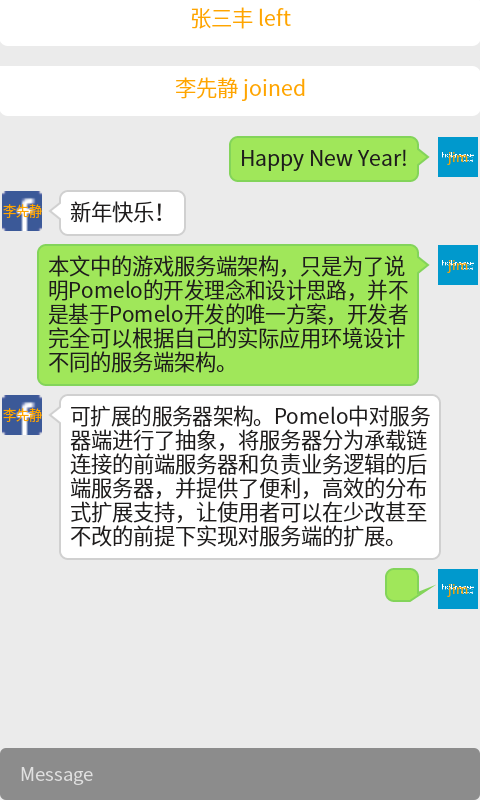 张三丰 left
李先静 joined
Happy New Year!
李先静
新年快乐！
本文中的游戏服务端架构，只是为了说
明Pomelo的开发理念和设计思路，并不
是基于Pomelo开发的唯一方案，开发者
完全可以根据自己的实际应用环境设计
不同的服务端架构。
李先静
可扩展的服务器架构。Pomelo中对服务
器端进行了抽象，将服务器分为承载链
连接的前端服务器和负责业务逻辑的后
端服务器，并提供了便利，高效的分布
式扩展支持，让使用者可以在少改甚至
不改的前提下实现对服务端的扩展。
Message